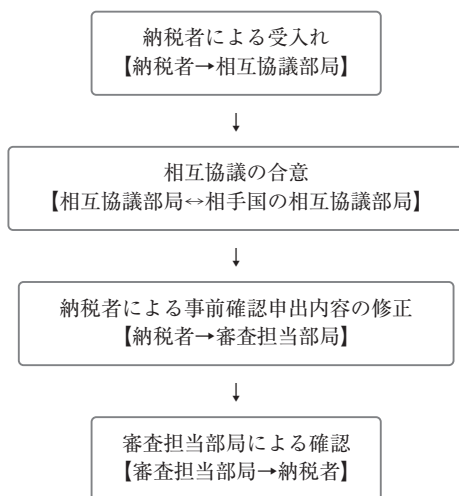 納税者による受入れ
【納税者→相互協議部局】
↓
相互協議の合意
【相互協議部局↔相手国の相互協議部局】
↓
納税者による事前確認申出内容の修正
【納税者→審査担当部局】
↓
審査担当部局による確認
【審査担当部局→納税者】